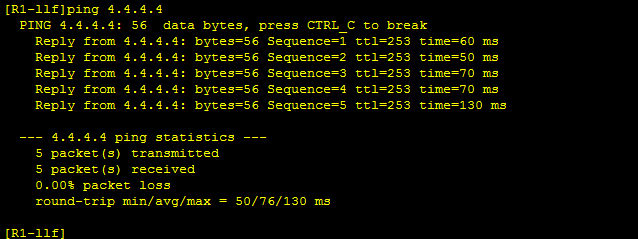 [R1-llf]ping 4.4.4.4
PING 4.4.4.4: 56  data bytes, press CTRL_C to break
Reply from 4.4.4.4: bytes=56 Sequence=1 ttl=253 time=60 ms
Reply from 4.4.4.4: bytes=56 Sequence=2 ttl=253 time=50 ms
Reply from 4.4.4.4: bytes=56 Sequence=3 ttl=253 time=70 ms
Reply from 4.4.4.4: bytes=56 Sequence=4 ttl=253 time=70 ms
Reply from 4.4.4.4: bytes=56 Sequence=5 ttl=253 time=130 ms
--- 4.4.4.4 ping statistics ---
5 packet(s) transmitted
5 packet(s) received
0.00% packet loss
round-trip min/avg/max = 50/76/130 ms
[R1-llf]